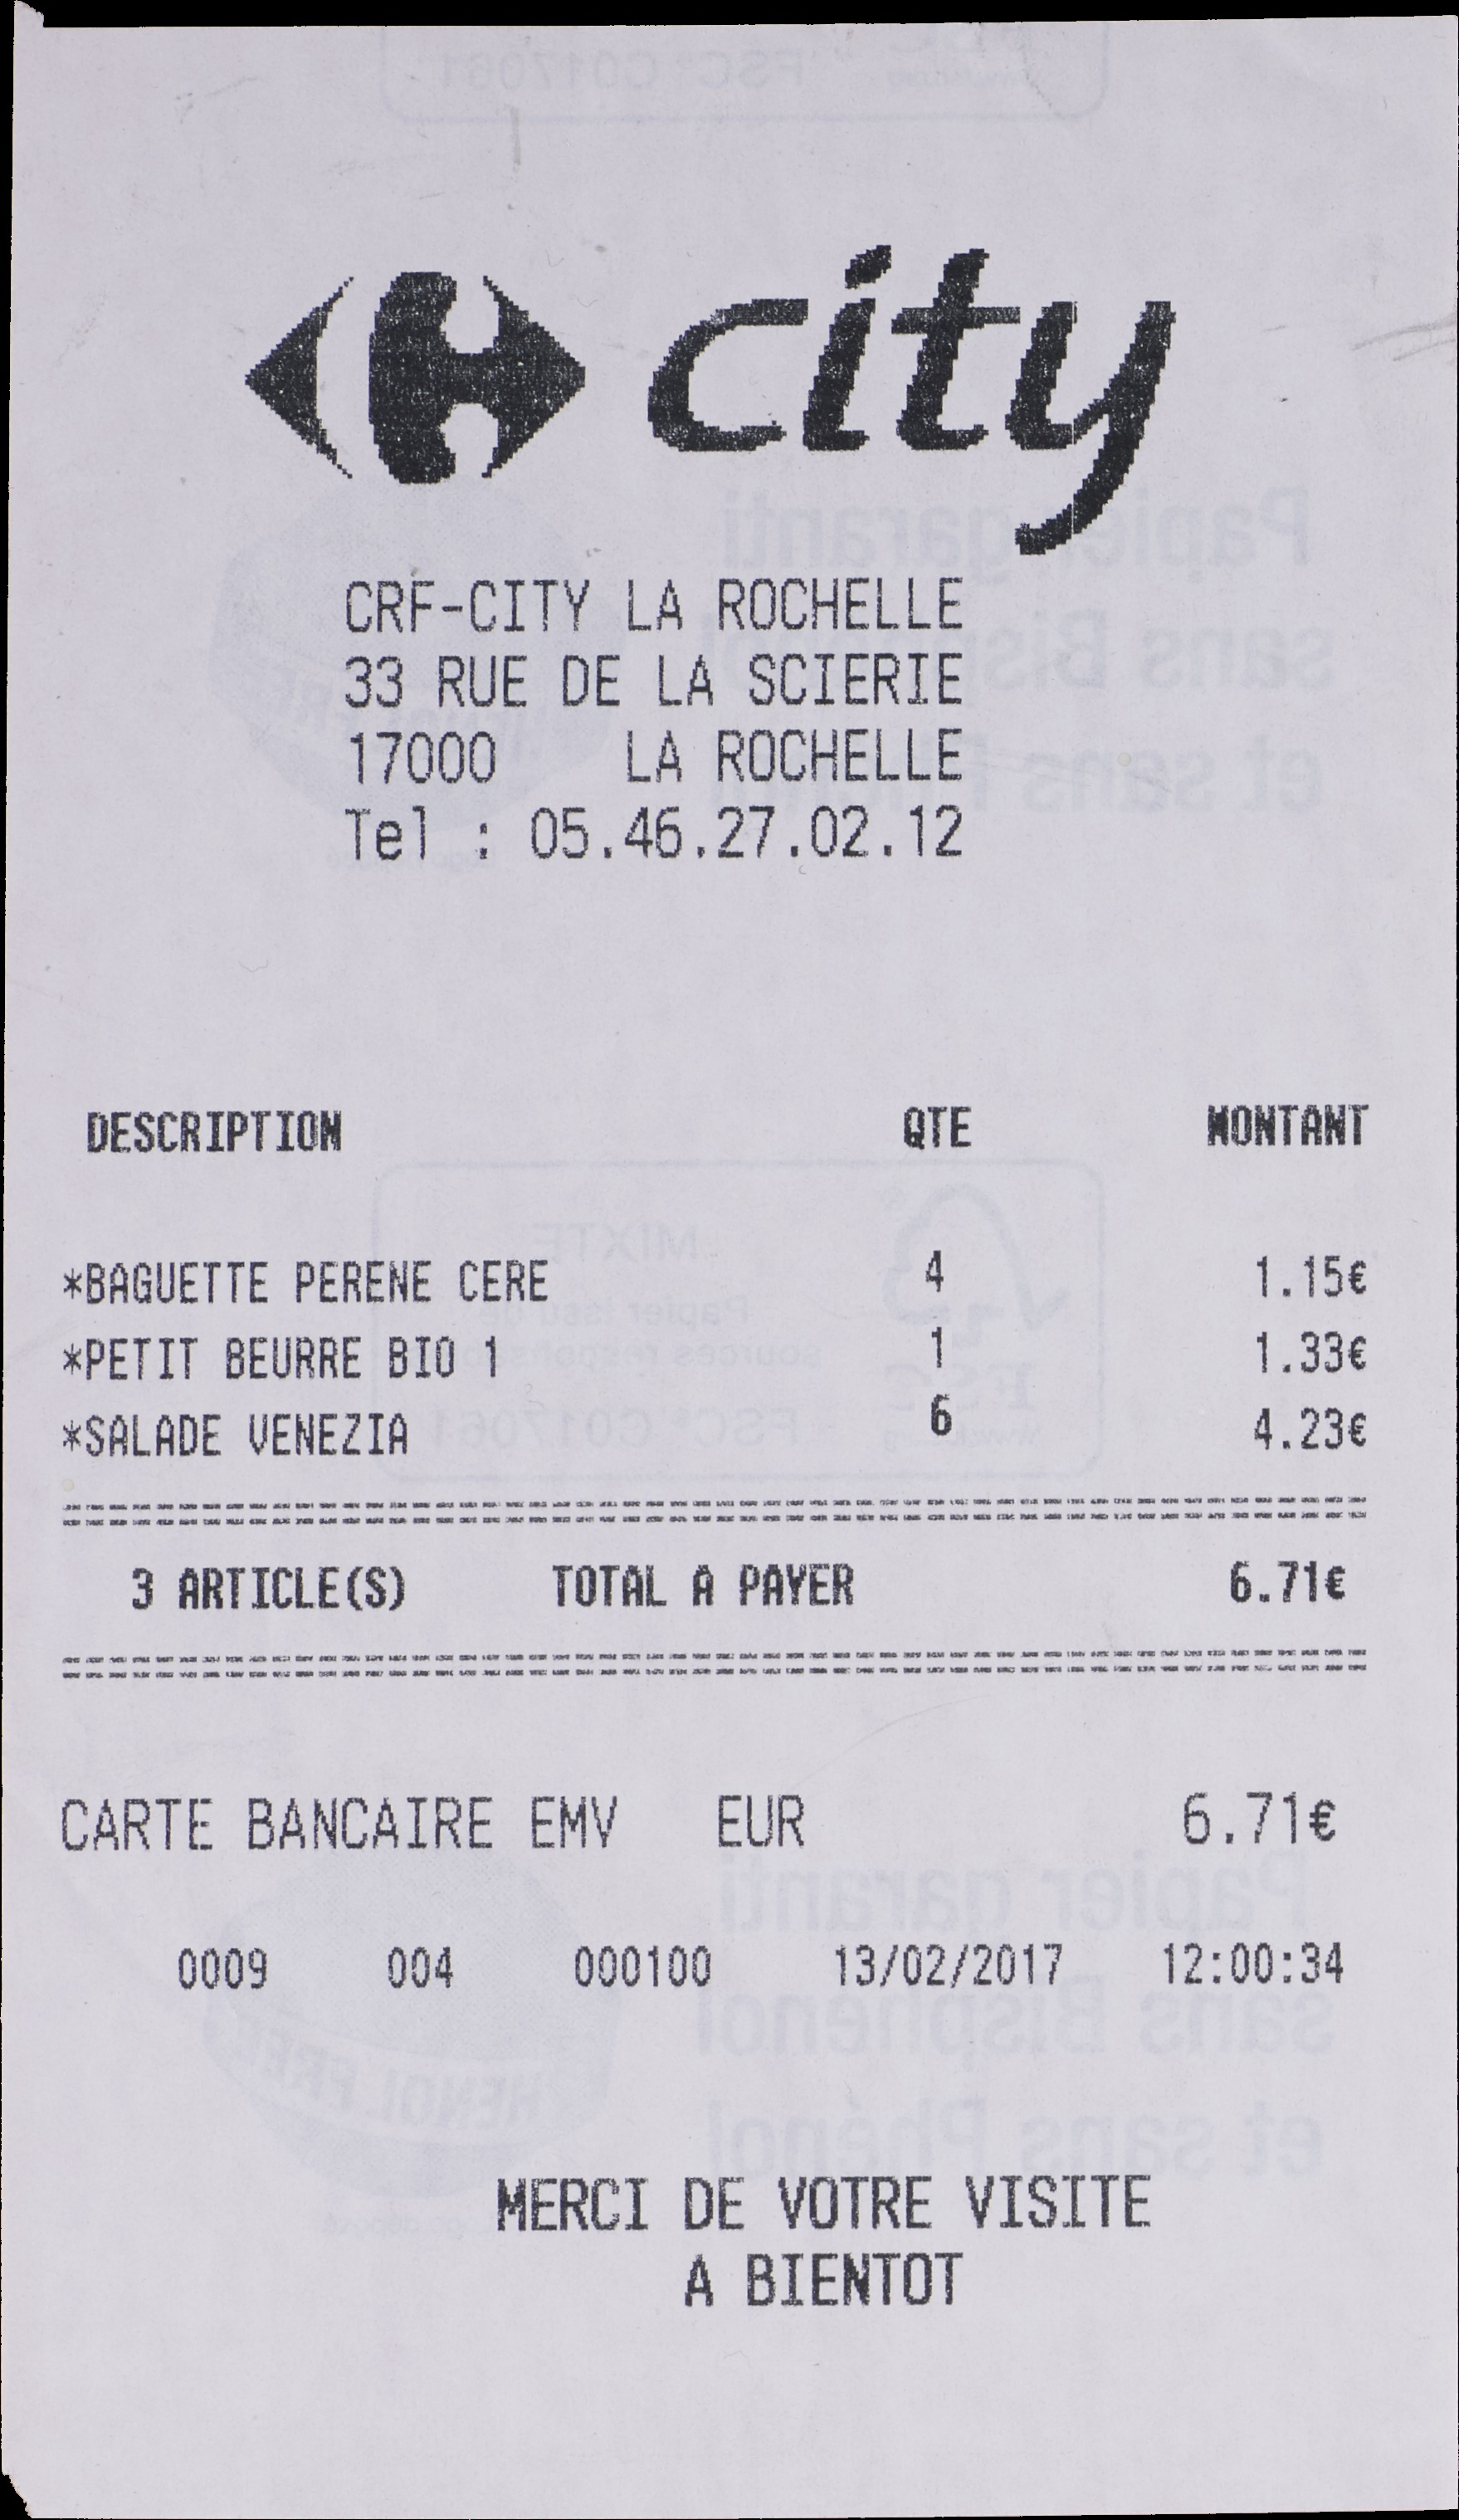 city
CRF-CITY LA ROCHELLE
33 RUE DE LA SCIERIE
17000 LA ROCHELLE
Tel : 05.46.27.02.12
DESCRIPTION QTE MONTANT
*BAGUETTE PERENE CERE 4 1.15€
*PETIT BEURRE BIO 1 1 1.33€
*SALADE VENEZIA 6 4.23€
3 ARTICLE(S) TOTAL A PAYER 6.71€
CARTE BANCAIRE EMV EUR 6.71€
0009 004 000100 13/02/2017 12:00:34
MERCI DE VOTRE VISITE
A BIENTOT